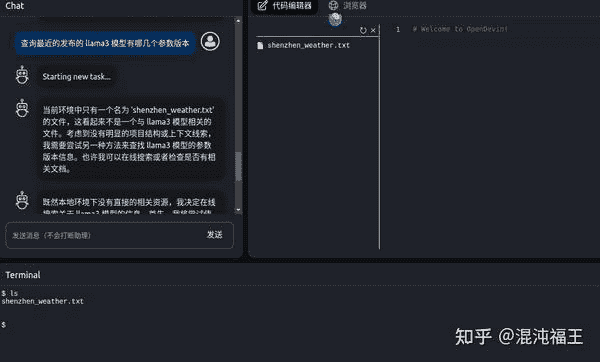 Chat
查询最近的发布的 llama3 模型有哪几个参数版本
Starting new task...
当前环境中只有一个名为 'shenzhen_weather.txt'
的文件，这看起来不是一个与 llama3 模型相关的
文件。考虑到没有明显的项目结构或上下文线索，
我需要尝试另一种方法来查找 llama3 模型的参数
版本信息。也许我可以在线搜索或者检查是否有相
关文档。
既然本地环境下没有直接的相关资源，我决定在线
发送消息（不会打断助理）
发送
代码编辑器
浏览器
shenzhen_weather.txt
1 # Welcome to OpenDevin!
Terminal
$ ls
shenzhen_weather.txt
$
知乎 @混沌福王